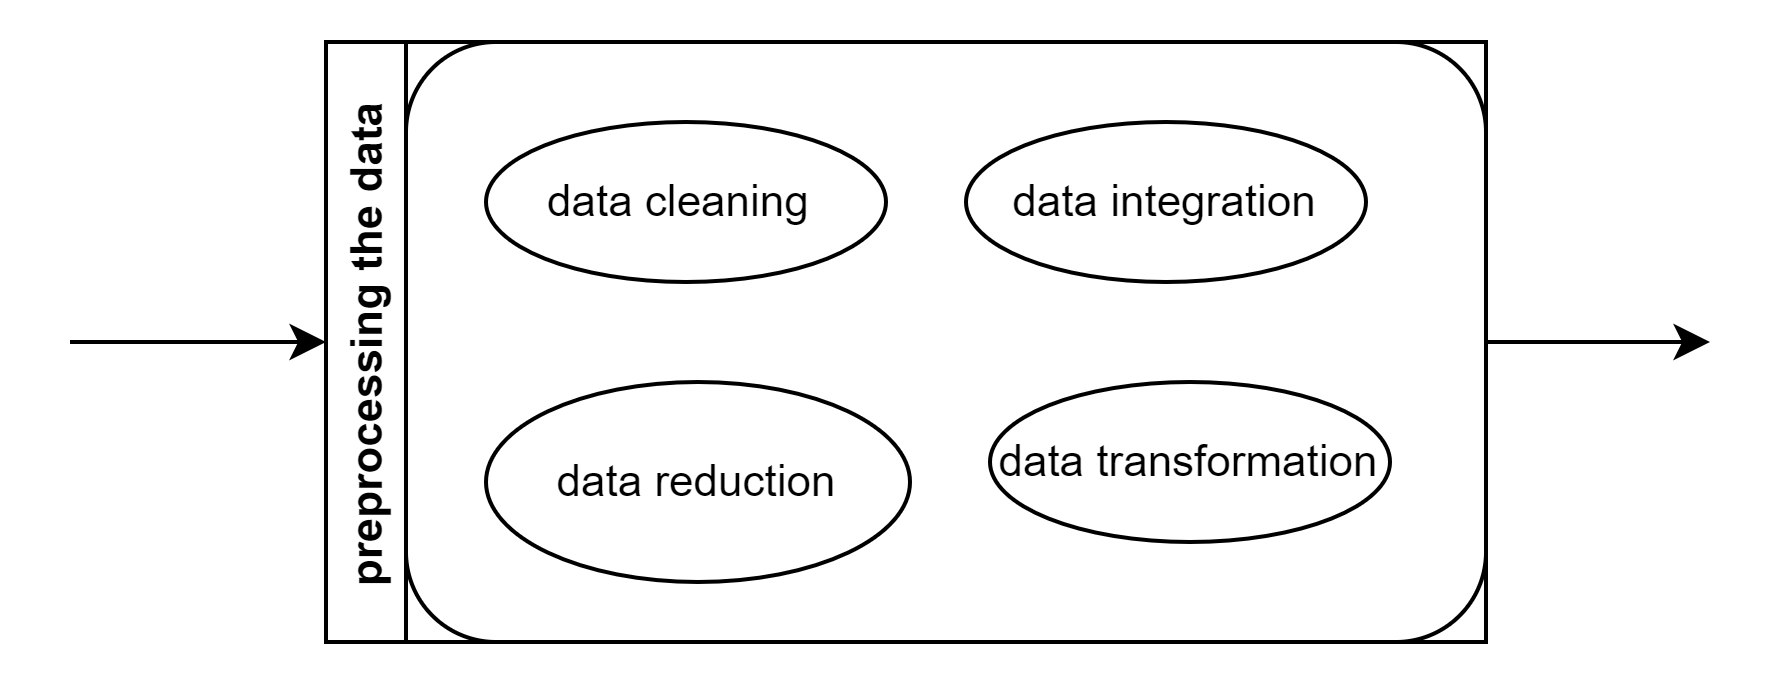 preprocessing the data
data cleaning
data integration
data reduction
data transformation